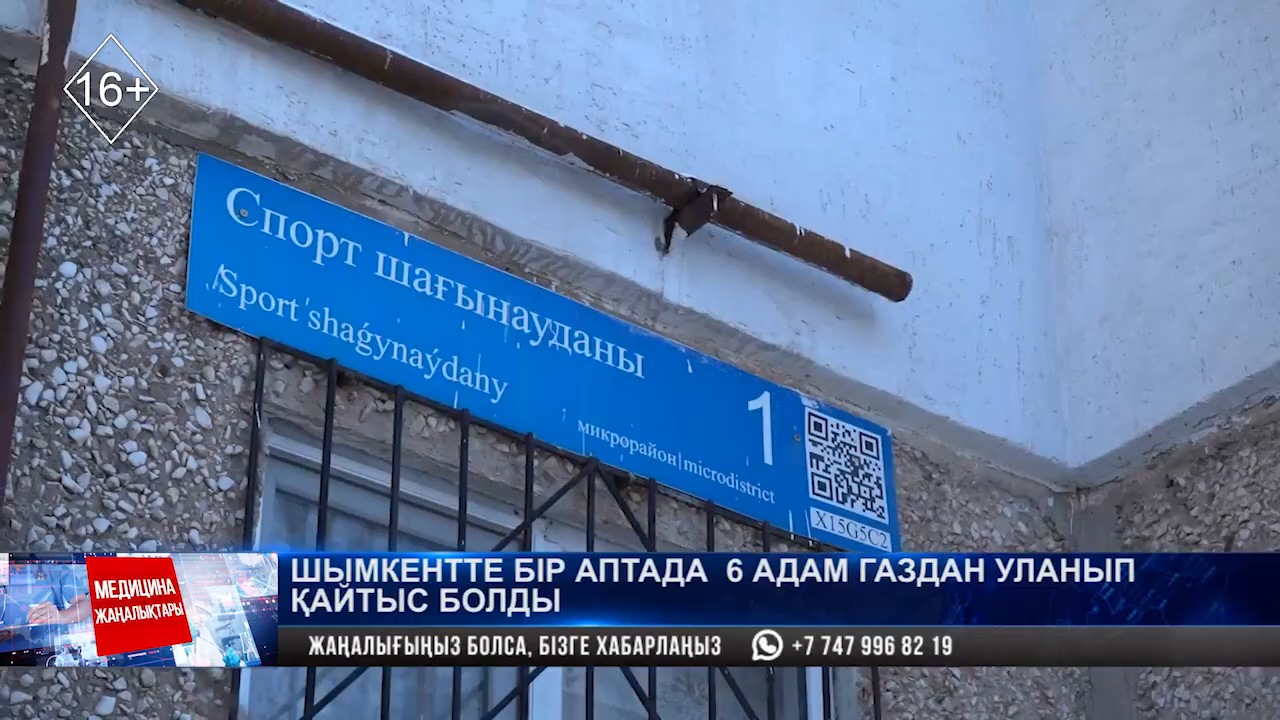 16+
Спорт шағынауданы
Sport shaǵynaýdany
микрорайон|microdistrict
1
X15G5C2
МЕДИЦИНА
ЖАҢАЛЫҚТАРЫ
ШЫМКЕНТТЕ БІР АПТАДА 6 АДАМ ГАЗДАН УЛАНЫП
ҚАЙТЫС БОЛДЫ
ЖАҢАЛЫҒЫҢЫЗ БОЛСА, БІЗГЕ ХАБАРЛАҢЫЗ +7 747 996 82 19